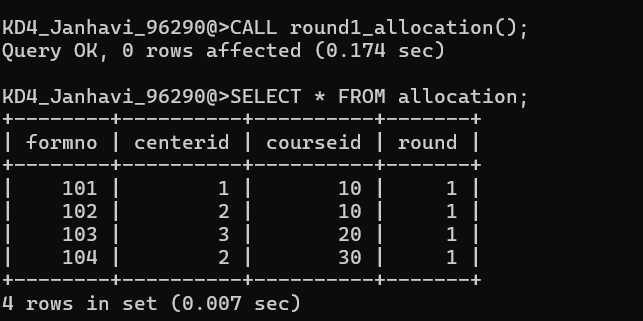 KD4_Janhavi_96290@>CALL round1_allocation();
Query OK, 0 rows affected (0.174 sec)
KD4_Janhavi_96290@>SELECT * FROM allocation;
+--------+----------+----------+-------+
| formno | centerid | courseid | round |
+--------+----------+----------+-------+
|    101 |        1 |       10 |     1 |
|    102 |        2 |       10 |     1 |
|    103 |        3 |       20 |     1 |
|    104 |        2 |       30 |     1 |
+--------+----------+----------+-------+
4 rows in set (0.007 sec)